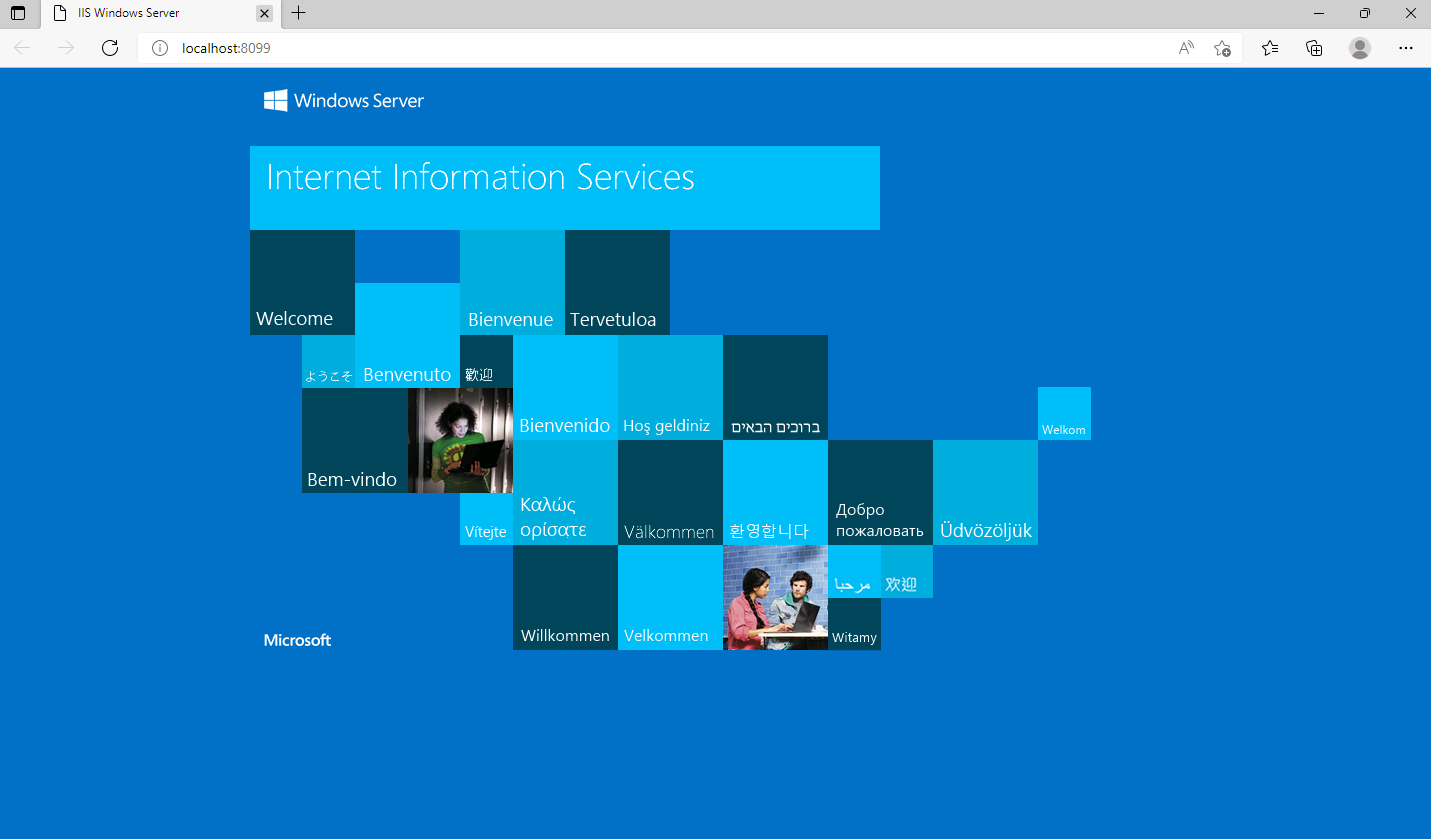 IIS Windows Server
localhost:8099
Windows Server
Internet Information Services
Welcome
Bienvenue
Tervetuloa
ようこそ
Benvenuto
歡迎
Bienvenido
Hoş geldiniz
ברוכים הבאים
Welkom
Bem-vindo
Vítejte
Καλώς
ορίσατε
Välkommen
환영합니다
Добро
пожаловать
Üdvözöljük
Willkommen
Velkommen
مرحبا
欢迎
Witamy
Microsoft